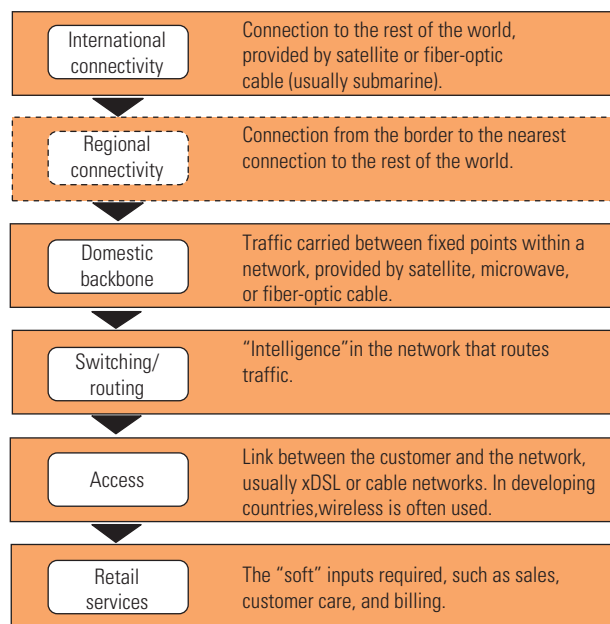 International
connectivity
Connection to the rest of the world,
provided by satellite or fiber-optic
cable (usually submarine).
Regional
connectivity
Connection from the border to the nearest
connection to the rest of the world.
Domestic
backbone
Traffic carried between fixed points within a
network, provided by satellite, microwave,
or fiber-optic cable.
Switching/
routing
“Intelligence”in the network that routes
traffic.
Access
Link between the customer and the network,
usually xDSL or cable networks. In developing
countries,wireless is often used.
Retail
services
The “soft” inputs required, such as sales,
customer care, and billing.